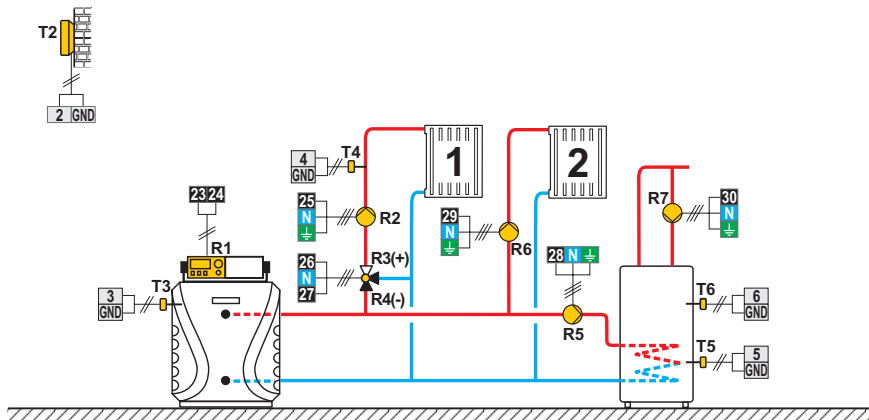 T2
2 GND
T4
4
GND
1
2
23 24
25
N
R2
29
N
R6
R7
30
N
R1
R3(+)
26
N
27
28 N
R4(-)
T3
3
GND
R5
T6
6
GND
T5
5
GND